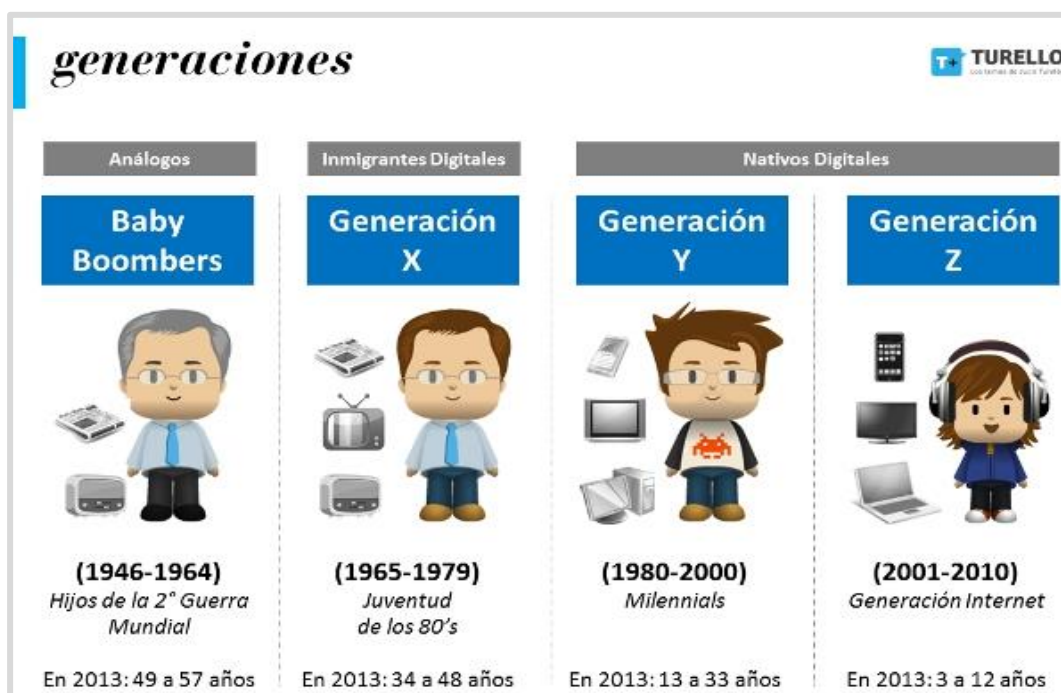 generaciones
T+ TURELLO
Análogos
Inmigrantes Digitales
Nativos Digitales
Baby
Boombers
Generación
X
Generación
Y
Generación
Z
(1946-1964)
Hijos de la 2° Guerra
Mundial
(1965-1979)
Juventud
de los 80's
(1980-2000)
Milennials
(2001-2010)
Generación Internet
En 2013: 49 a 57 años
En 2013: 34 a 48 años
En 2013: 13 a 33 años
En 2013: 3 a 12 años